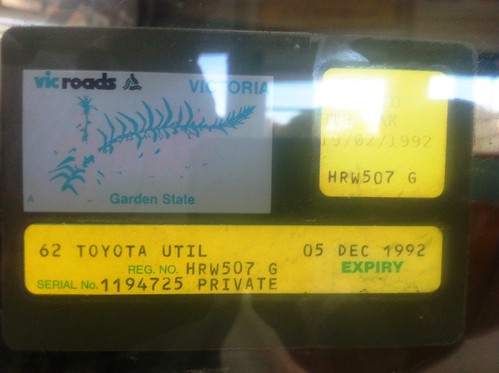 vicroads VICTORIA
A
Garden State
19/02/1992
HRW507 G
62 TOYOTA UTIL 05 DEC 1992
REG. NO. HRW507 G EXPIRY
SERIAL No. 1194725 PRIVATE